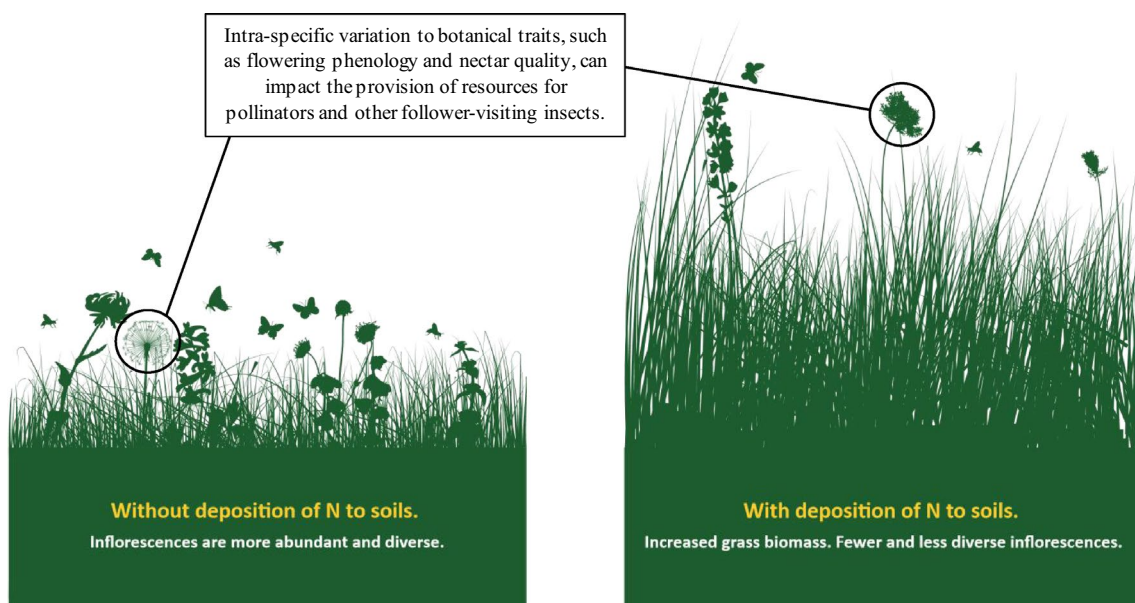 Intra-specific variation to botanical traits, such
as flowering phenology and nectar quality, can
impact the provision of resources for
pollinators and other follower-visiting insects.
Without deposition of N to soils.
Inflorescences are more abundant and diverse.
With deposition of N to soils.
Increased grass biomass. Fewer and less diverse inflorescences.